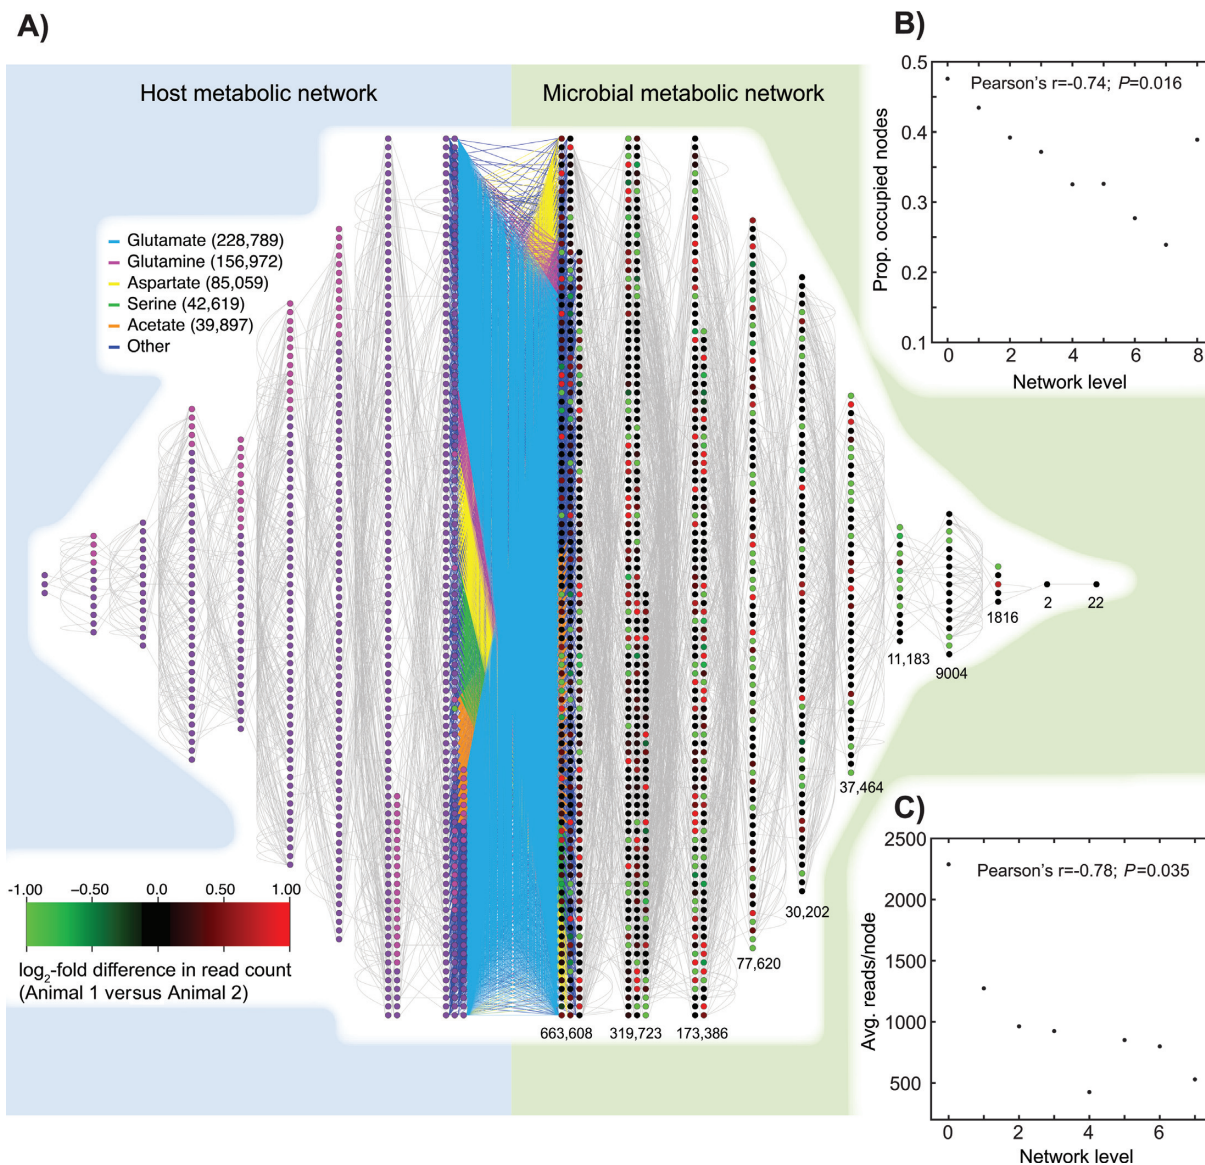 A)
Host metabolic network
Microbial metabolic network
Glutamate (228,789)
Glutamine (156,972)
Aspartate (85,059)
Serine (42,619)
Acetate (39,897)
Other
-1.00 −0.50 0.0 0.50 1.00
log2-fold difference in read count
(Animal 1 versus Animal 2)
663,608
319,723
173,386
77,620
30,202
37,464
11,183
9004
1816
2
22
B)
Pearson's r=-0.74; P=0.016
Prop. occupied nodes
0.5
0.4
0.3
0.2
0.1
0 2 4 6 8
Network level
C)
Pearson's r=-0.78; P=0.035
Avg. reads/node
2500
2000
1500
1000
500
0 2 4 6
Network level